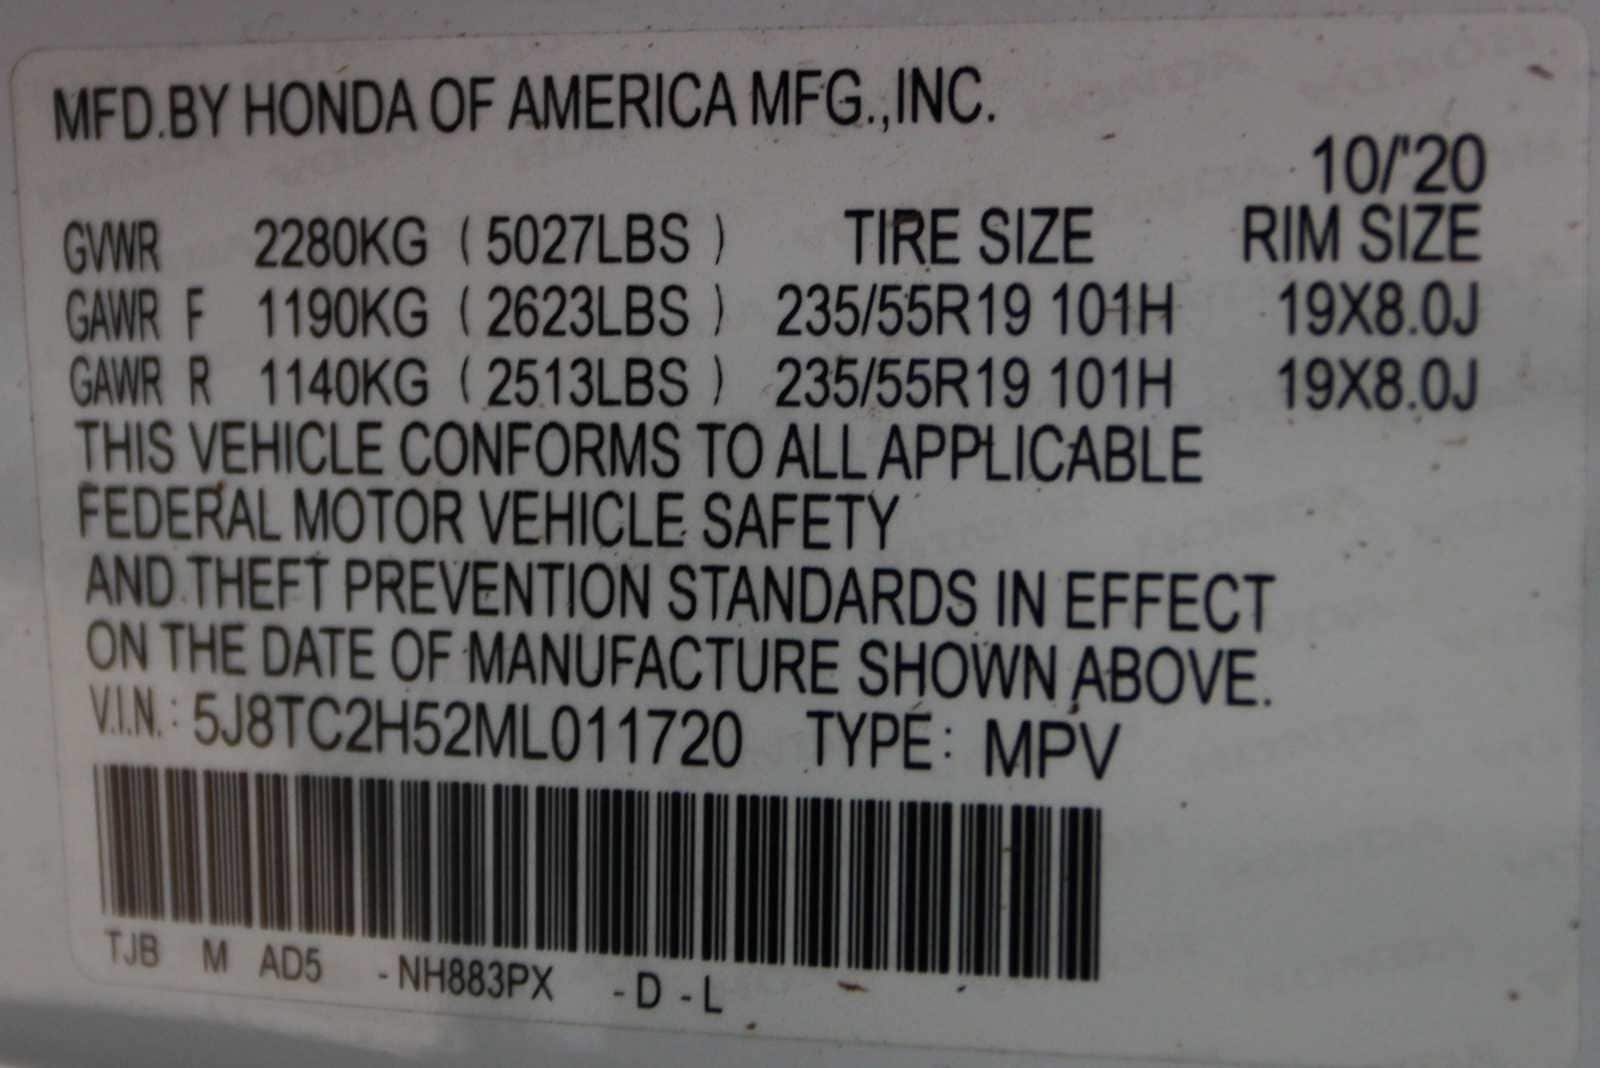 MFD.BY HONDA OF AMERICA MFG.,INC.
10/'20
GVWR 2280KG ( 5027LBS ) TIRE SIZE RIM SIZE
GAWR F 1190KG ( 2623LBS ) 235/55R19 101H 19X8.0J
GAWR R 1140KG ( 2513LBS ) 235/55R19 101H 19X8.0J
THIS VEHICLE CONFORMS TO ALL APPLICABLE
FEDERAL MOTOR VEHICLE SAFETY
AND THEFT PREVENTION STANDARDS IN EFFECT
ON THE DATE OF MANUFACTURE SHOWN ABOVE.
V.I.N.: 5J8TC2H52ML011720 TYPE: MPV
TJB M AD5 -NH883PX -D -L